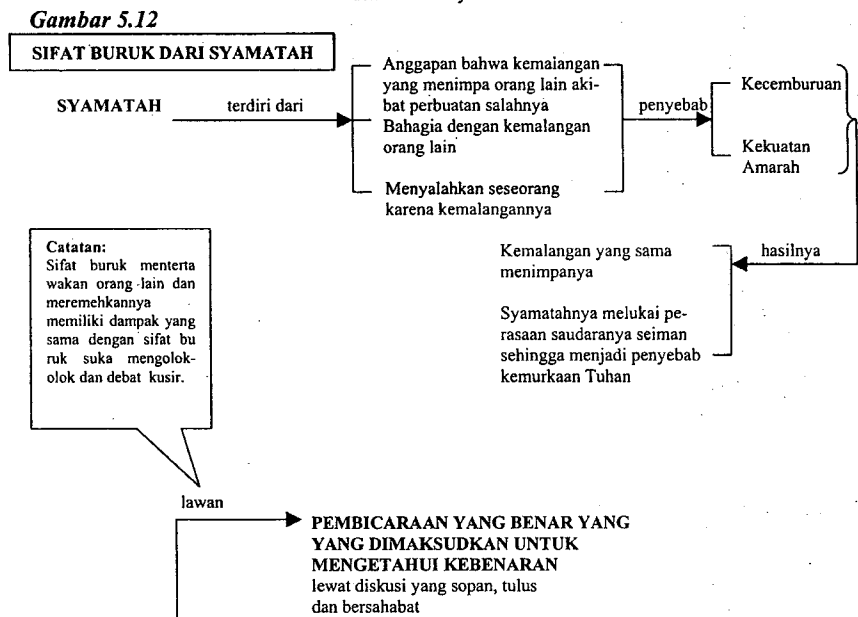 Gambar 5.12
SIFAT BURUK DARI SYAMATAH
SYAMATAH
terdiri dari
Anggapan bahwa kemaiangan
yang menimpa orang lain aki-
bat perbuatan salahnya
Bahagia dengan kemalangan
orang lain
Menyalahkan seseorang
karena kemalangannya
penyebab
Kecemburuan
Kekuatan
Amarah
hasilnya
Kemalangan yang sama
menimpanya
Syamatahnya melukai pe-
rasaan saudaranya seiman
sehingga menjadi penyebab
kemurkaan Tuhan
Catatan:
Sifat buruk menterta
wakan orang lain dan
meremehkannya
memiliki dampak yang
sama dengan sifat bu
ruk suka mengolok-
olok dan debat kusir.
lawan
PEMBICARAAN YANG BENAR YANG
YANG DIMAKSUDKAN UNTUK
MENGETAHUI KEBENARAN
lewat diskusi yang sopan, tulus
dan bersahabat